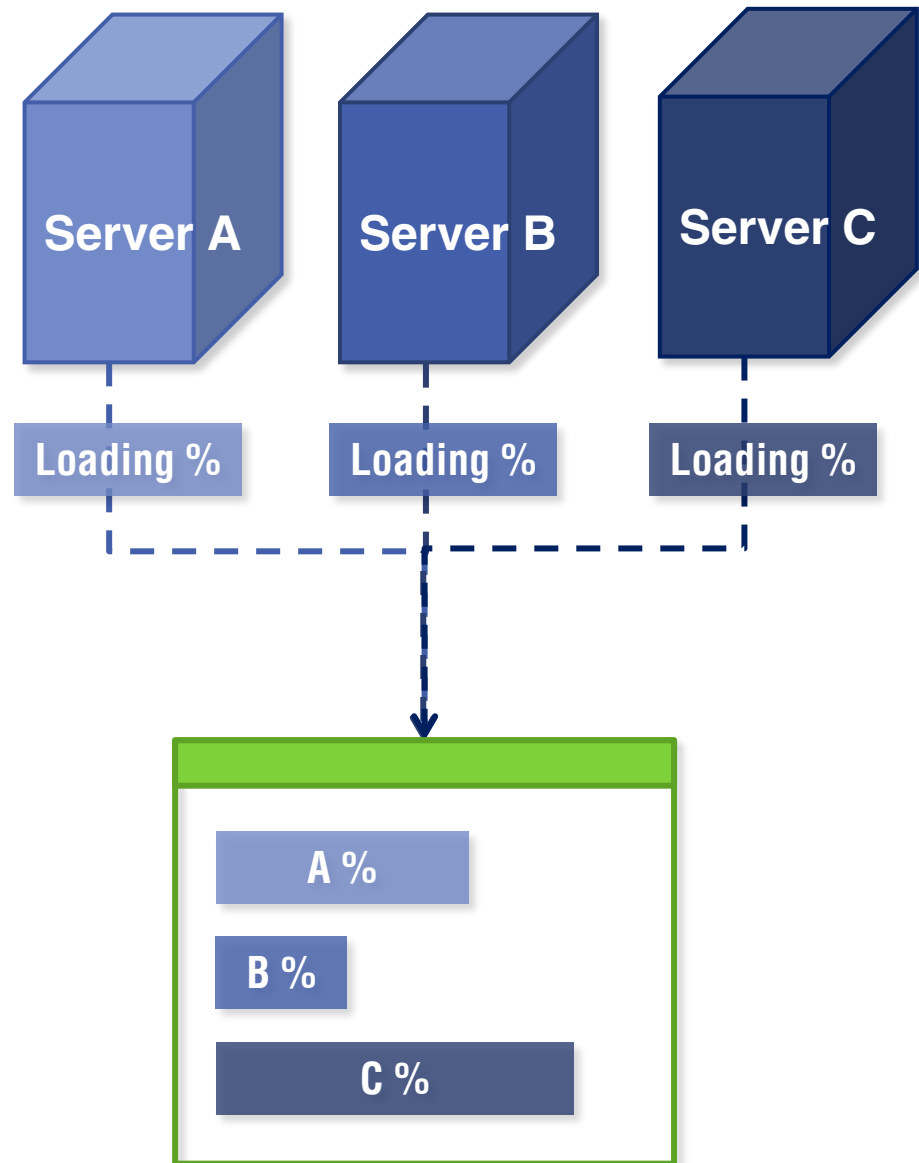 Server A
Server B
Server C
Loading %
Loading %
Loading %
A %
B %
C %